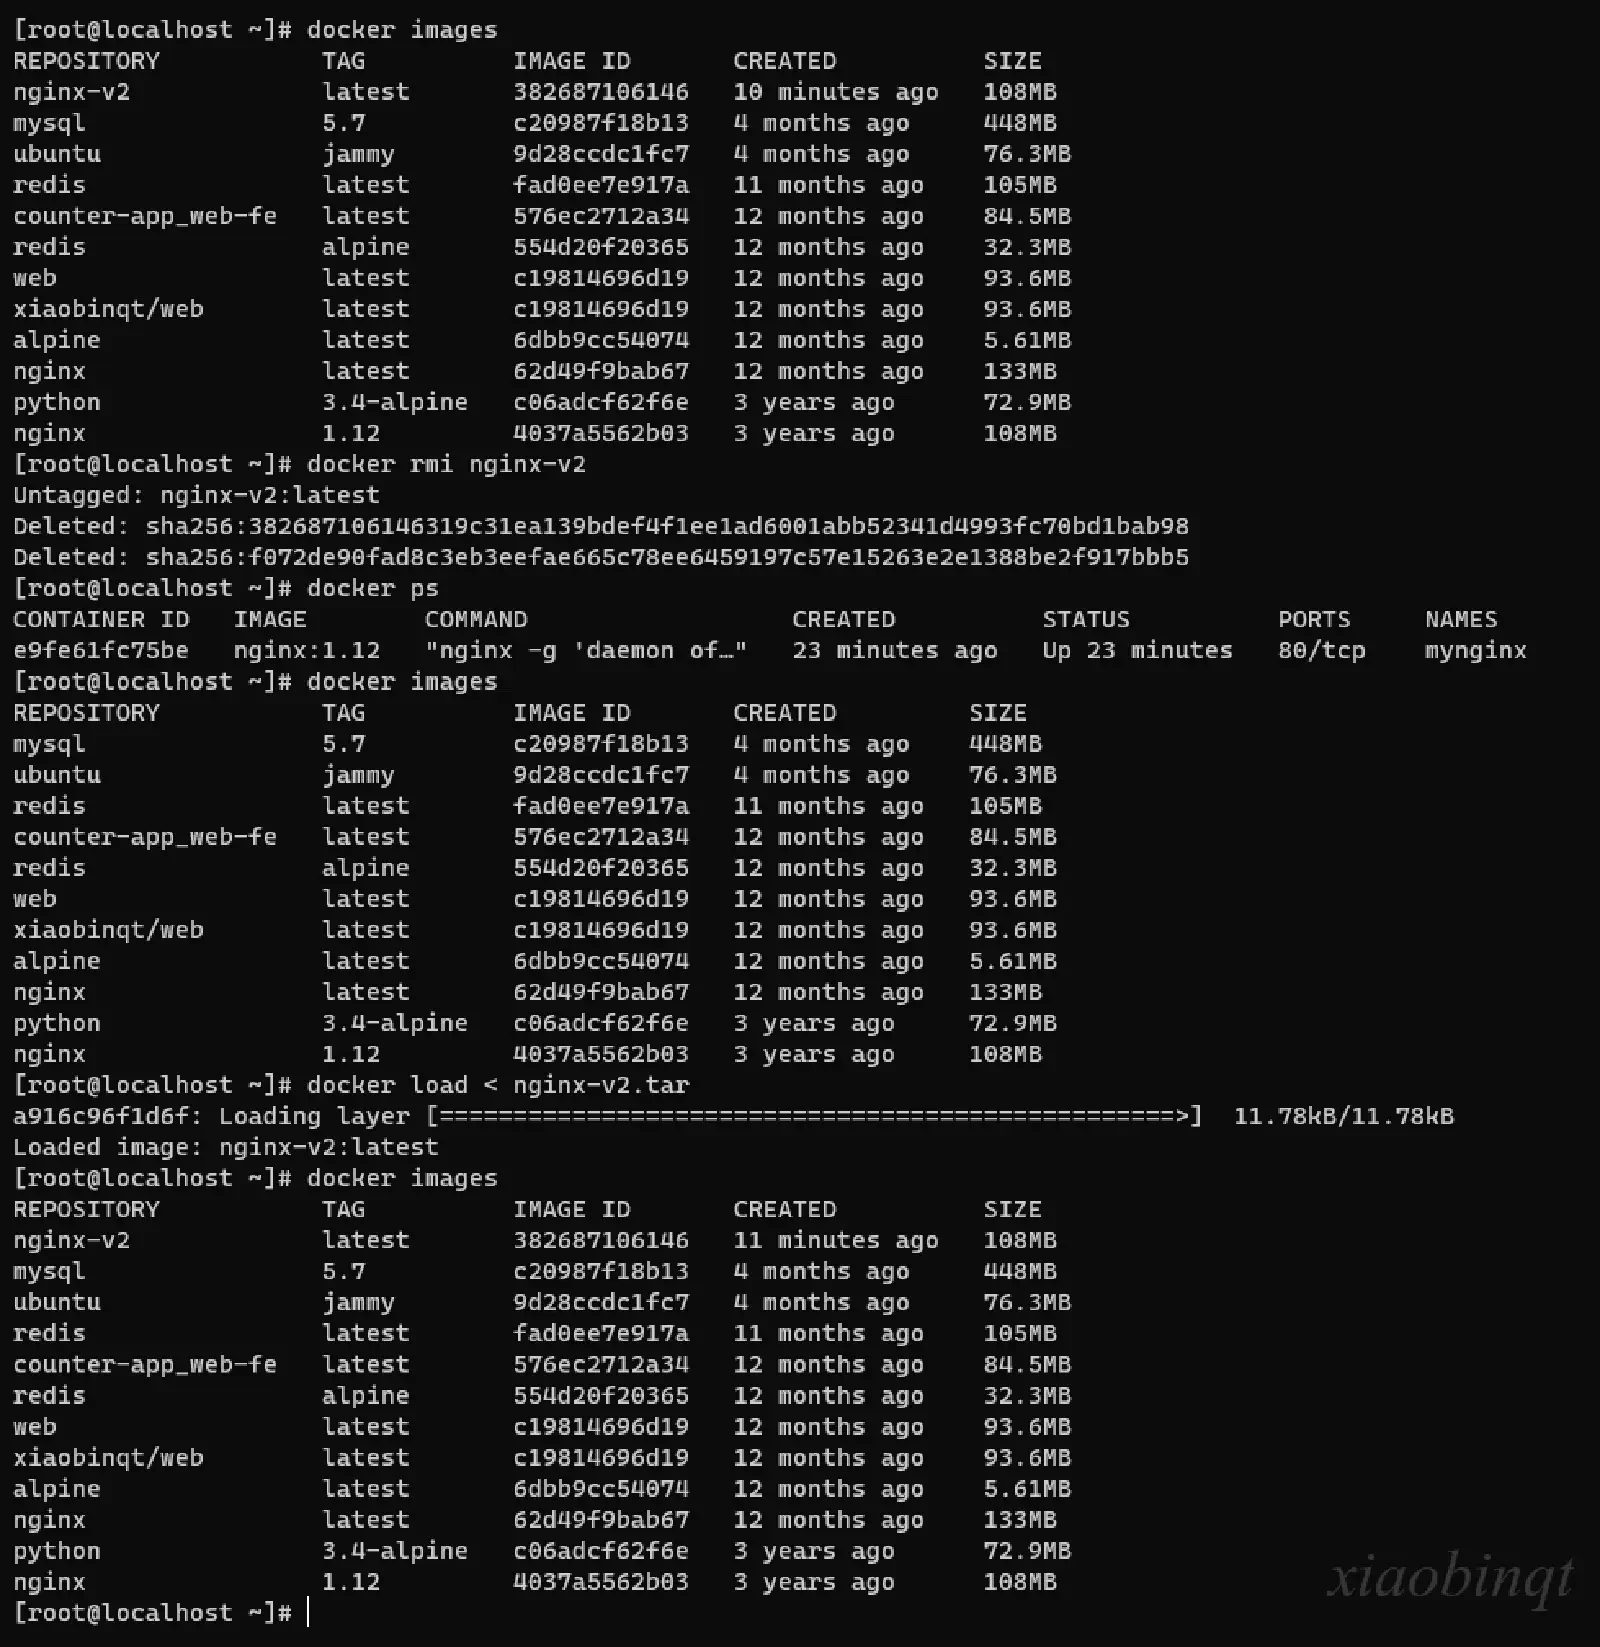 [root@localhost ~]# docker images
REPOSITORY           TAG          IMAGE ID       CREATED          SIZE
nginx-v2             latest       382687106146   10 minutes ago   108MB
mysql                5.7          c20987f18b13   4 months ago     448MB
ubuntu               jammy        9d28ccdc1fc7   4 months ago     76.3MB
redis                latest       fad0ee7e917a   11 months ago    105MB
counter-app_web-fe   latest       576ec2712a34   12 months ago    84.5MB
redis                alpine       554d20f20365   12 months ago    32.3MB
web                  latest       c19814696d19   12 months ago    93.6MB
xiaobinqt/web        latest       c19814696d19   12 months ago    93.6MB
alpine               latest       6dbb9cc54074   12 months ago    5.61MB
nginx                latest       62d49f9bab67   12 months ago    133MB
python               3.4-alpine   c06adcf62f6e   3 years ago      72.9MB
nginx                1.12         4037a5562b03   3 years ago      108MB
[root@localhost ~]# docker rmi nginx-v2
Untagged: nginx-v2:latest
Deleted: sha256:382687106146319c31ea139bdef4f1ee1ad6001abb52341d4993fc70bd1bab98
Deleted: sha256:f072de90fad8c3eb3eefae665c78ee6459197c57e15263e2e1388be2f917bbb5
[root@localhost ~]# docker ps
CONTAINER ID   IMAGE        COMMAND                  CREATED          STATUS          PORTS     NAMES
e9fe61fc75be   nginx:1.12   "nginx -g 'daemon of…"   23 minutes ago   Up 23 minutes   80/tcp    mynginx
[root@localhost ~]# docker images
REPOSITORY           TAG          IMAGE ID       CREATED         SIZE
mysql                5.7          c20987f18b13   4 months ago    448MB
ubuntu               jammy        9d28ccdc1fc7   4 months ago    76.3MB
redis                latest       fad0ee7e917a   11 months ago   105MB
counter-app_web-fe   latest       576ec2712a34   12 months ago   84.5MB
redis                alpine       554d20f20365   12 months ago   32.3MB
web                  latest       c19814696d19   12 months ago   93.6MB
xiaobinqt/web        latest       c19814696d19   12 months ago   93.6MB
alpine               latest       6dbb9cc54074   12 months ago   5.61MB
nginx                latest       62d49f9bab67   12 months ago   133MB
python               3.4-alpine   c06adcf62f6e   3 years ago     72.9MB
nginx                1.12         4037a5562b03   3 years ago     108MB
[root@localhost ~]# docker load < nginx-v2.tar
a916c96f1d6f: Loading layer [==================================================>]  11.78kB/11.78kB
Loaded image: nginx-v2:latest
[root@localhost ~]# docker images
REPOSITORY           TAG          IMAGE ID       CREATED          SIZE
nginx-v2             latest       382687106146   11 minutes ago   108MB
mysql                5.7          c20987f18b13   4 months ago     448MB
ubuntu               jammy        9d28ccdc1fc7   4 months ago     76.3MB
redis                latest       fad0ee7e917a   11 months ago    105MB
counter-app_web-fe   latest       576ec2712a34   12 months ago    84.5MB
redis                alpine       554d20f20365   12 months ago    32.3MB
web                  latest       c19814696d19   12 months ago    93.6MB
xiaobinqt/web        latest       c19814696d19   12 months ago    93.6MB
alpine               latest       6dbb9cc54074   12 months ago    5.61MB
nginx                latest       62d49f9bab67   12 months ago    133MB
python               3.4-alpine   c06adcf62f6e   3 years ago      72.9MB
nginx                1.12         4037a5562b03   3 years ago      108MB
[root@localhost ~]#
xiaobinqt